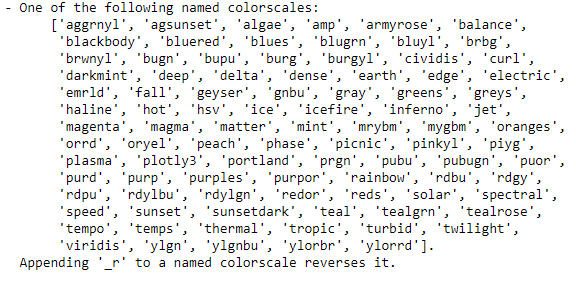 - One of the following named colorscales:
['aggrnyl', 'agsunset', 'algae', 'amp', 'armyrose', 'balance',
'blackbody', 'bluered', 'blues', 'blugrn', 'bluyl', 'brbg',
'brwnyl', 'bugn', 'bupu', 'burg', 'burgyl', 'cividis', 'curl',
'darkmint', 'deep', 'delta', 'dense', 'earth', 'edge', 'electric',
'emrld', 'fall', 'geyser', 'gnbu', 'gray', 'greens', 'greys',
'haline', 'hot', 'hsv', 'ice', 'icefire', 'inferno', 'jet',
'magenta', 'magma', 'matter', 'mint', 'mrybm', 'mygbm', 'oranges',
'orrd', 'oryel', 'peach', 'phase', 'picnic', 'pinkyl', 'piyg',
'plasma', 'plotly3', 'portland', 'prgn', 'pubu', 'pubugn', 'puor',
'purd', 'purp', 'purples', 'purpor', 'rainbow', 'rdbu', 'rdgy',
'rdpu', 'rdylbu', 'rdylgn', 'redor', 'reds', 'solar', 'spectral',
'speed', 'sunset', 'sunsetdark', 'teal', 'tealgrn', 'tealrose',
'tempo', 'temps', 'thermal', 'tropic', 'turbid', 'twilight',
'viridis', 'ylgn', 'ylgnbu', 'ylorbr', 'ylorrd'].
Appending '_r' to a named colorscale reverses it.